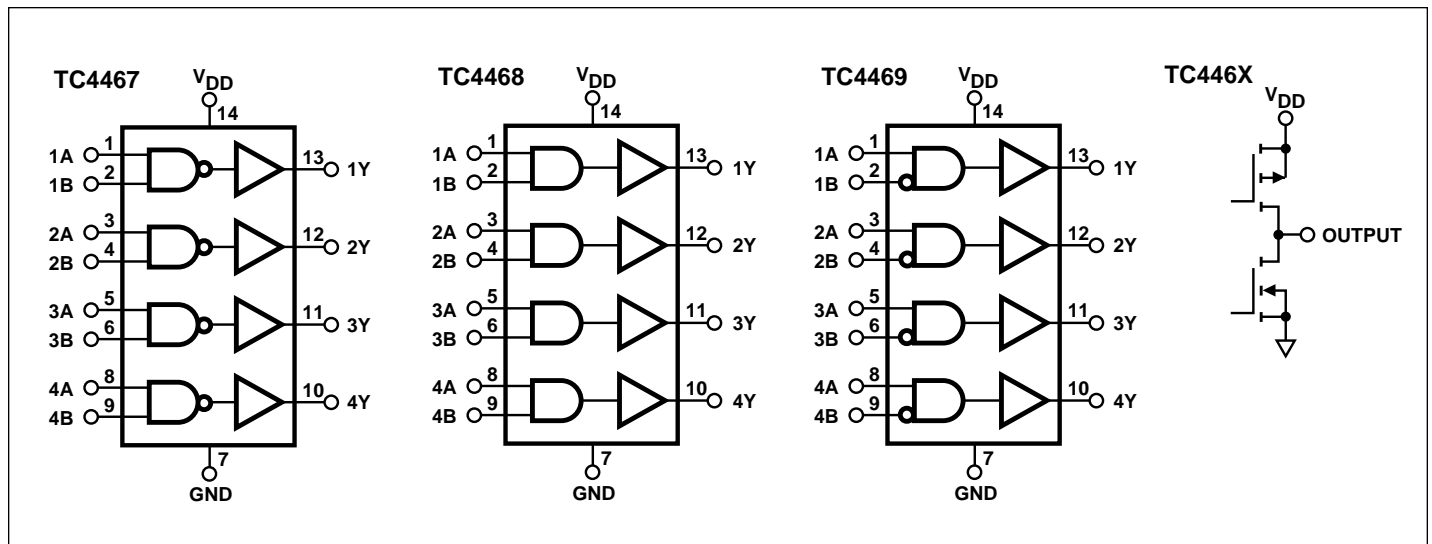 TC4467
VDD
14
1A 1
1B 2
13 1Y
2A 3
2B 4
12 2Y
3A 5
3B 6
11 3Y
4A 8
4B 9
10 4Y
7
GND
TC4468
VDD
14
1A 1
1B 2
13 1Y
2A 3
2B 4
12 2Y
3A 5
3B 6
11 3Y
4A 8
4B 9
10 4Y
7
GND
TC4469
VDD
14
1A 1
1B 2
13 1Y
2A 3
2B 4
12 2Y
3A 5
3B 6
11 3Y
4A 8
4B 9
10 4Y
7
GND
TC446X
VDD
OUTPUT